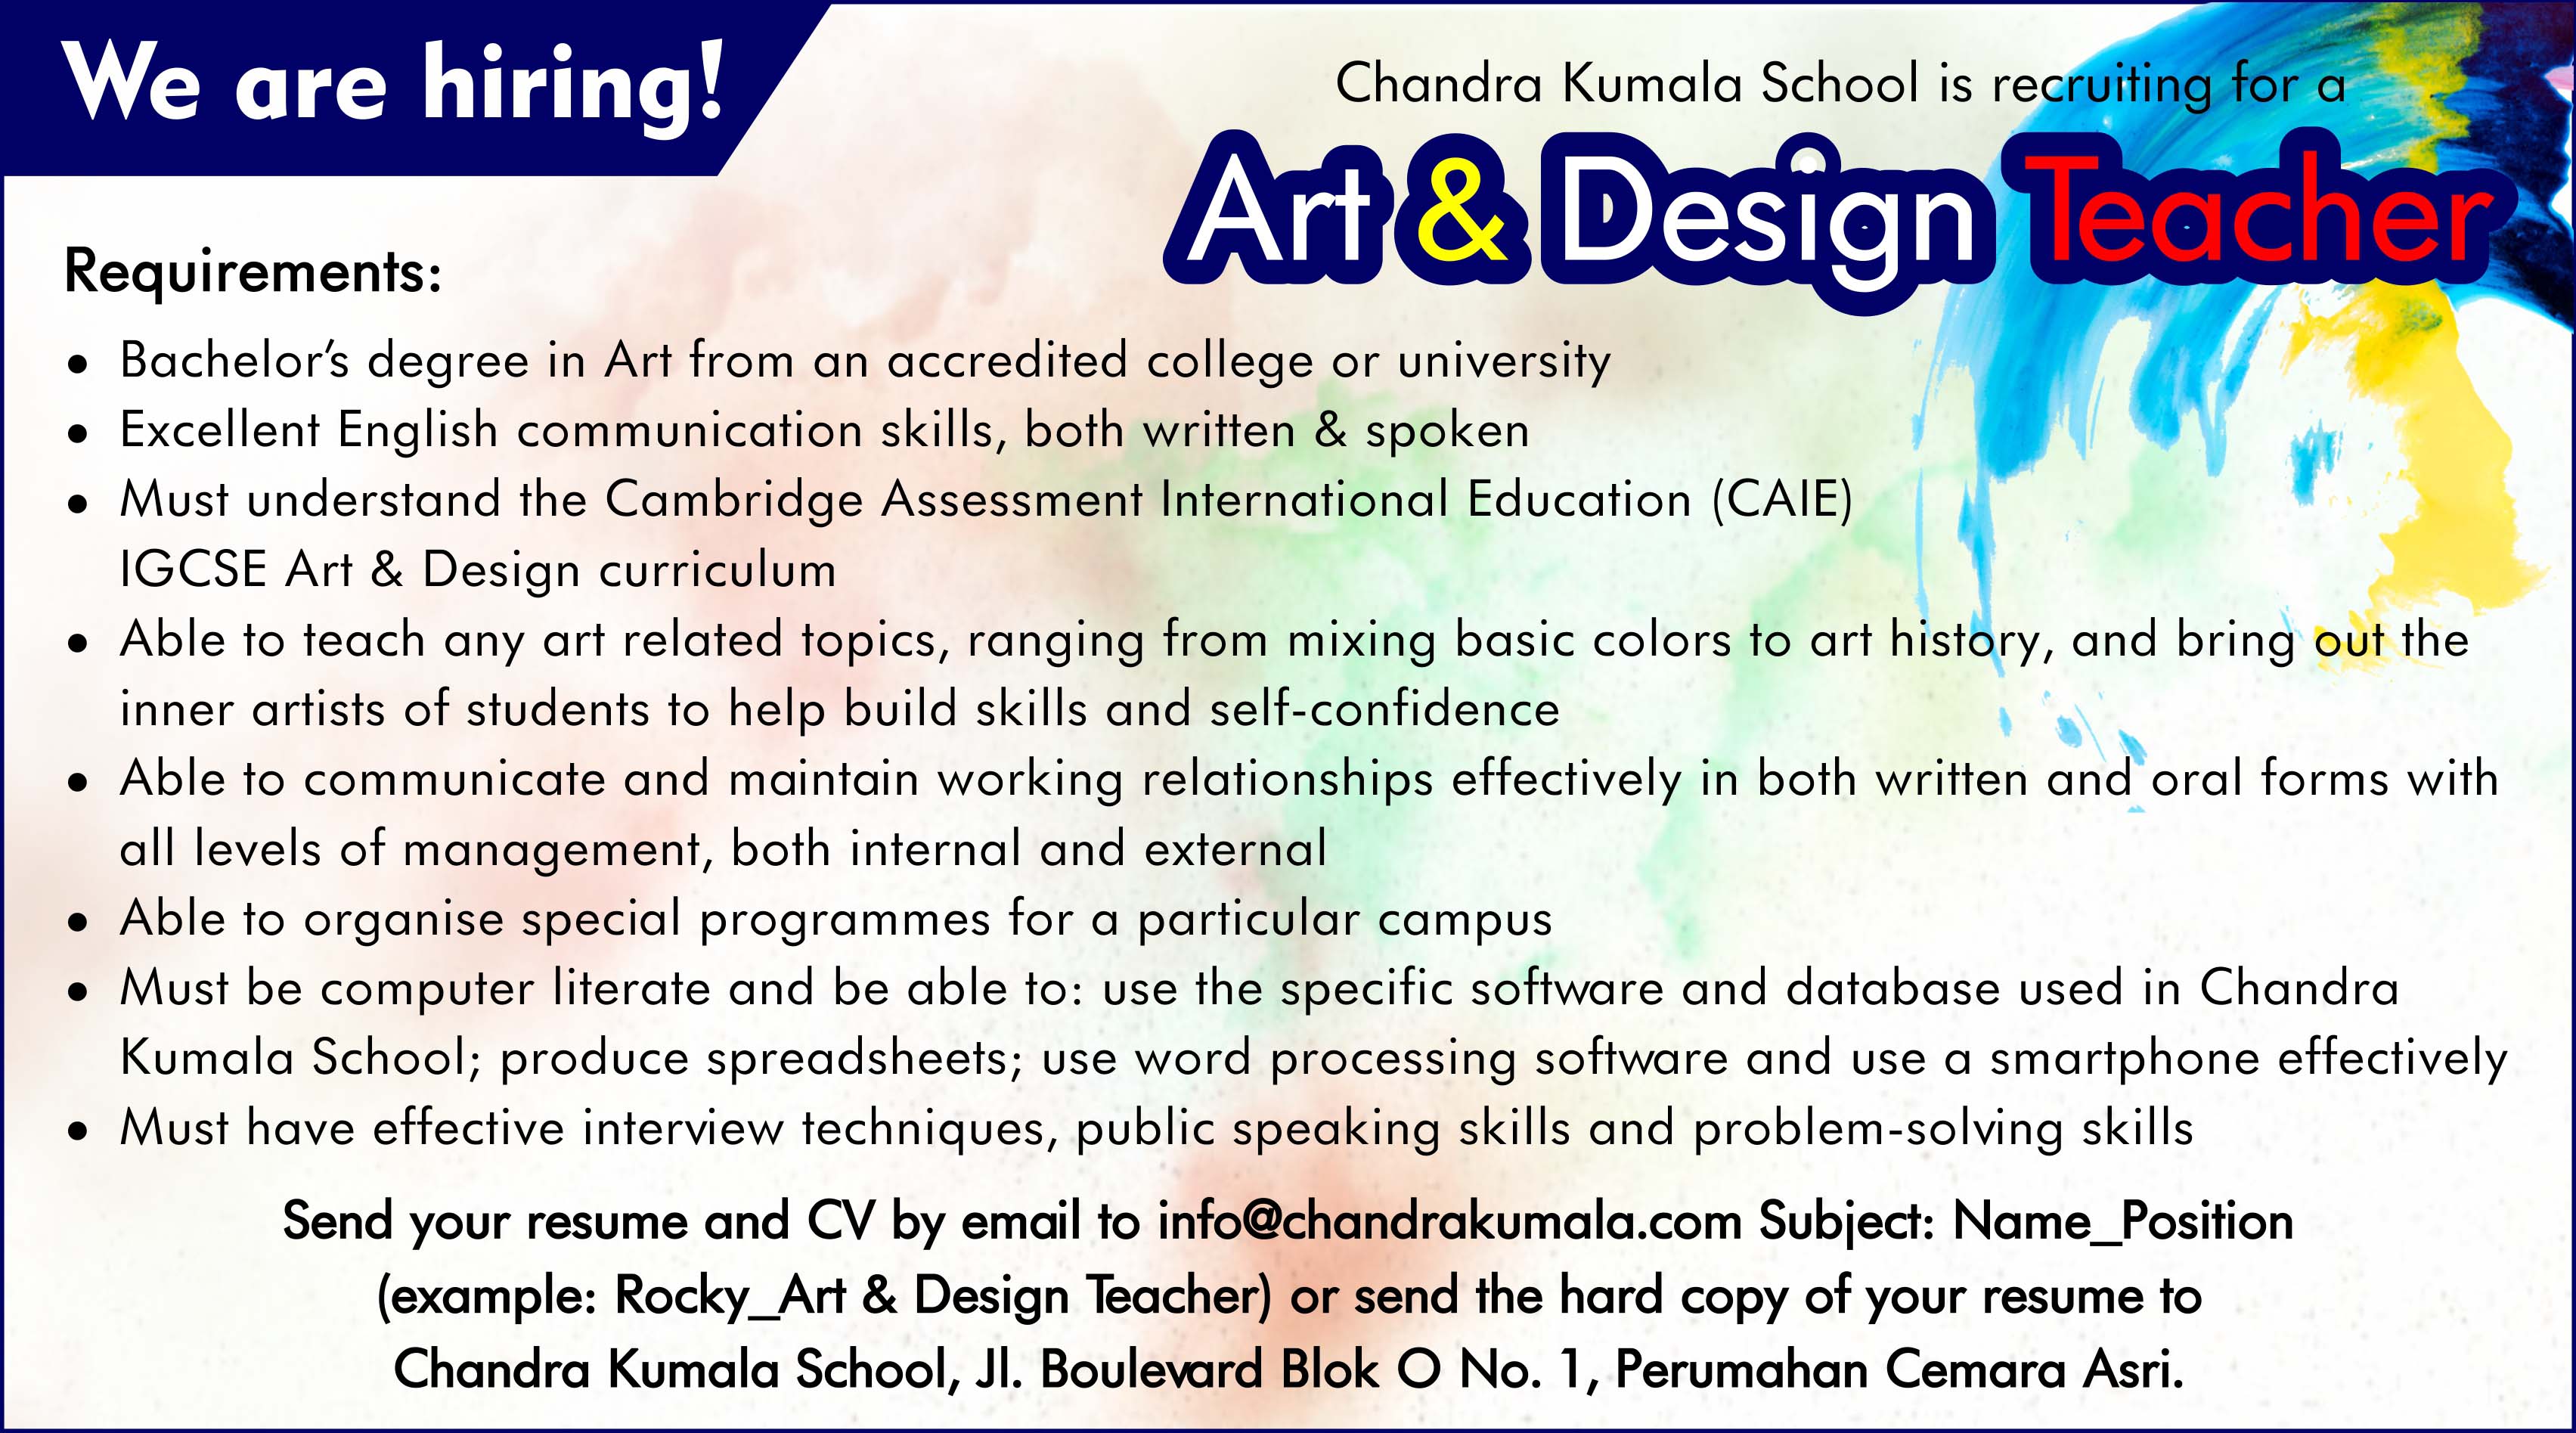 We are hiring!
Chandra Kumala School is recruiting for a
Art & Design Teacher
Requirements:
• Bachelor’s degree in Art from an accredited college or university
• Excellent English communication skills, both written & spoken
• Must understand the Cambridge Assessment International Education (CAIE)
IGCSE Art & Design curriculum
• Able to teach any art related topics, ranging from mixing basic colors to art history, and bring out the
inner artists of students to help build skills and self-confidence
• Able to communicate and maintain working relationships effectively in both written and oral forms with
all levels of management, both internal and external
• Able to organise special programmes for a particular campus
• Must be computer literate and be able to: use the specific software and database used in Chandra
Kumala School; produce spreadsheets; use word processing software and use a smartphone effectively
• Must have effective interview techniques, public speaking skills and problem-solving skills
Send your resume and CV by email to info@chandrakumala.com Subject: Name_Position
(example: Rocky_Art & Design Teacher) or send the hard copy of your resume to
Chandra Kumala School, Jl. Boulevard Blok O No. 1, Perumahan Cemara Asri.